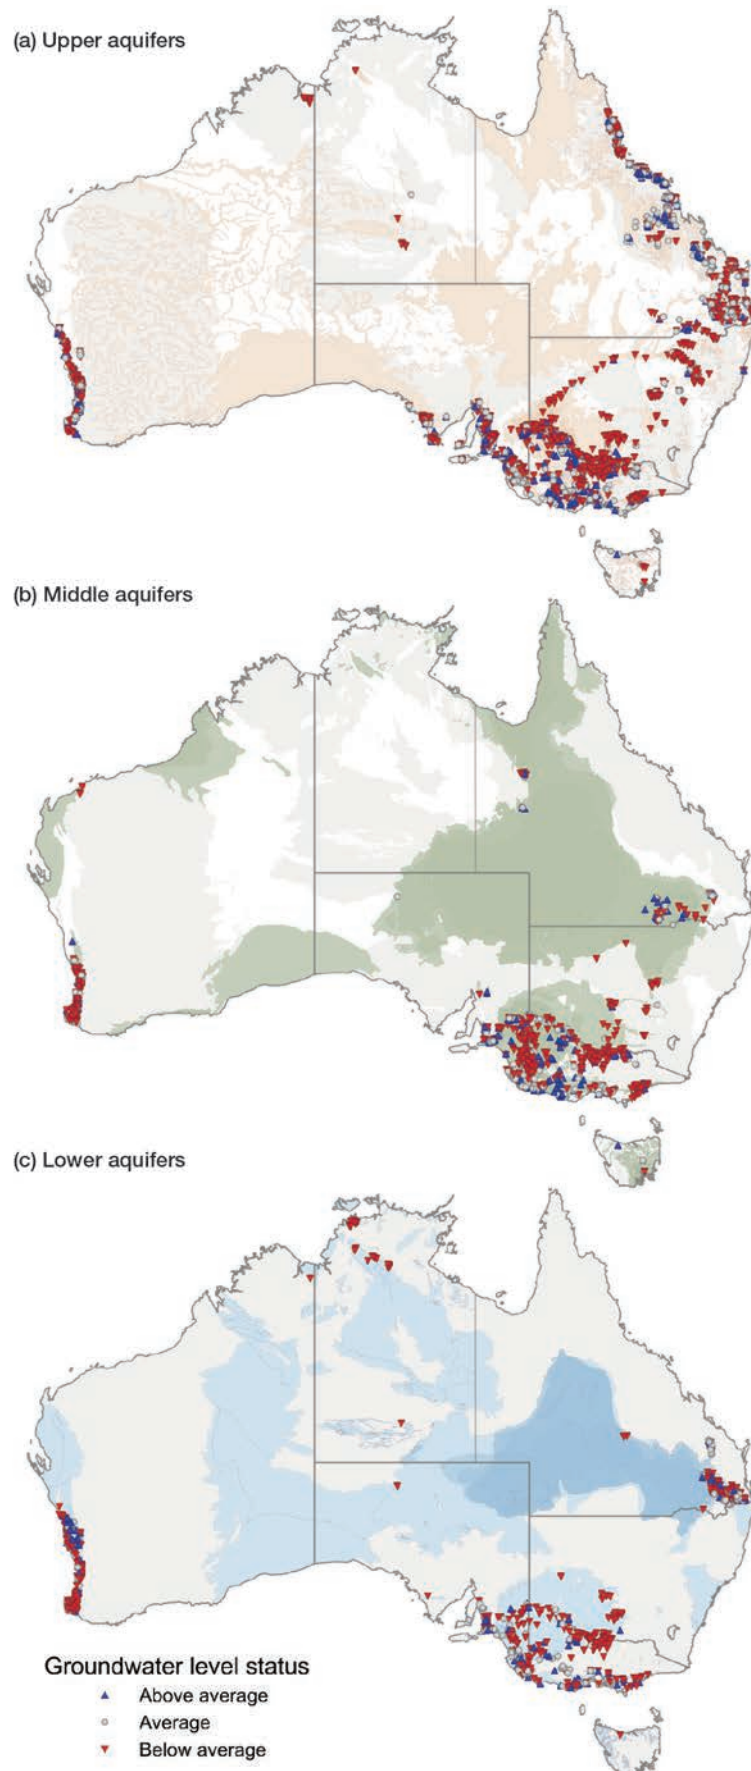 (a) Upper aquifers
(b) Middle aquifers
(c) Lower aquifers
Groundwater level status
Above average
Average
Below average